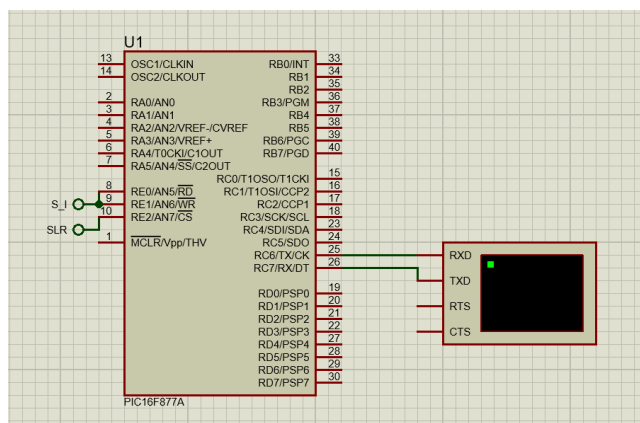 U1
13 OSC1/CLKIN RB0/INT 33
14 OSC2/CLKOUT RB1 34
RB2 35
2 RA0/AN0 RB3/PGM 36
3 RA1/AN1 RB4 37
4 RA2/AN2/VREF-/CVREF RB5 38
5 RA3/AN3/VREF+ RB6/PGC 39
6 RA4/T0CKI/C1OUT RB7/PGD 40
7 RA5/AN4/SS/C2OUT
RC0/T1OSO/T1CKI 15
8 RE0/AN5/RD RC1/T1OSI/CCP2 16
S_I 9 RE1/AN6/WR RC2/CCP1 17
10 RE2/AN7/CS RC3/SCK/SCL 18
SLR RC4/SDI/SDA 23
1 MCLR/Vpp/THV RC5/SDO 24
RC6/TX/CK 25 RXD
RC7/RX/DT 26
TXD
RD0/PSP0 19
RD1/PSP1 20 RTS
RD2/PSP2 21
RD3/PSP3 22 CTS
RD4/PSP4 27
RD5/PSP5 28
RD6/PSP6 29
RD7/PSP7 30
PIC16F877A